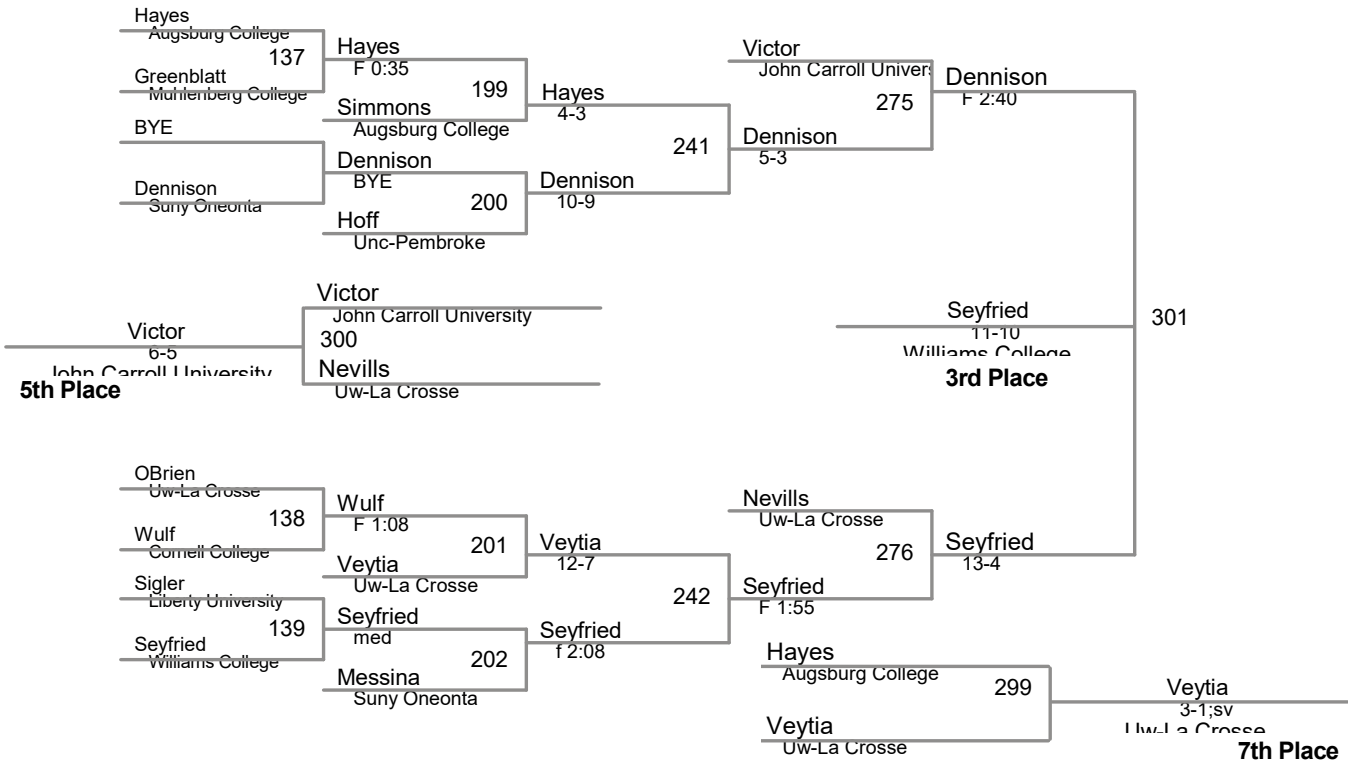 Hayes
Augsburg College
137
Greenblatt
Muhlenberg College
Hayes
F 0:35
199
Simmons
Augsburg College
BYE
Dennison
Suny Oneonta
Dennison
BYE
200
Hoff
Unc-Pembroke
Hayes
4-3
241
Dennison
10-9
Victor
John Carroll Univers
275
Dennison
5-3
Dennison
F 2:40
Victor
John Carroll University
300
Nevills
Uw-La Crosse
Victor
6-5
John Carroll University
5th Place
Seyfried
11-10
Williams College
3rd Place
301
OBrien
Uw-La Crosse
138
Wulf
Cornell College
Wulf
F 1:08
201
Veytia
Uw-La Crosse
Sigler
Liberty University
139
Seyfried
Williams College
Seyfried
med
202
Messina
Suny Oneonta
Veytia
12-7
242
Seyfried
f 2:08
Nevills
Uw-La Crosse
276
Seyfried
F 1:55
Seyfried
13-4
Hayes
Augsburg College
299
Veytia
Uw-La Crosse
Veytia
3-1;sv
Uw-La Crosse
7th Place